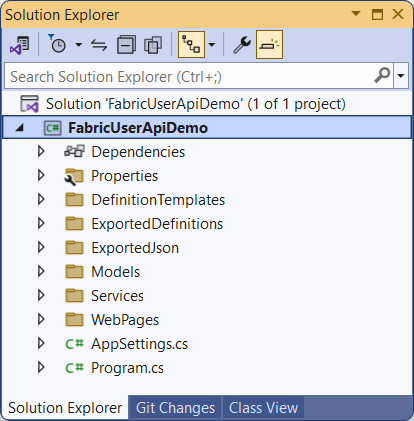 Solution Explorer
Search Solution Explorer (Ctrl+;)
Solution 'FabricUserApiDemo' (1 of 1 project)
C# FabricUserApiDemo
Dependencies
Properties
DefinitionTemplates
ExportedDefinitions
ExportedJson
Models
Services
WebPages
C# AppSettings.cs
C# Program.cs
Solution Explorer Git Changes Class View